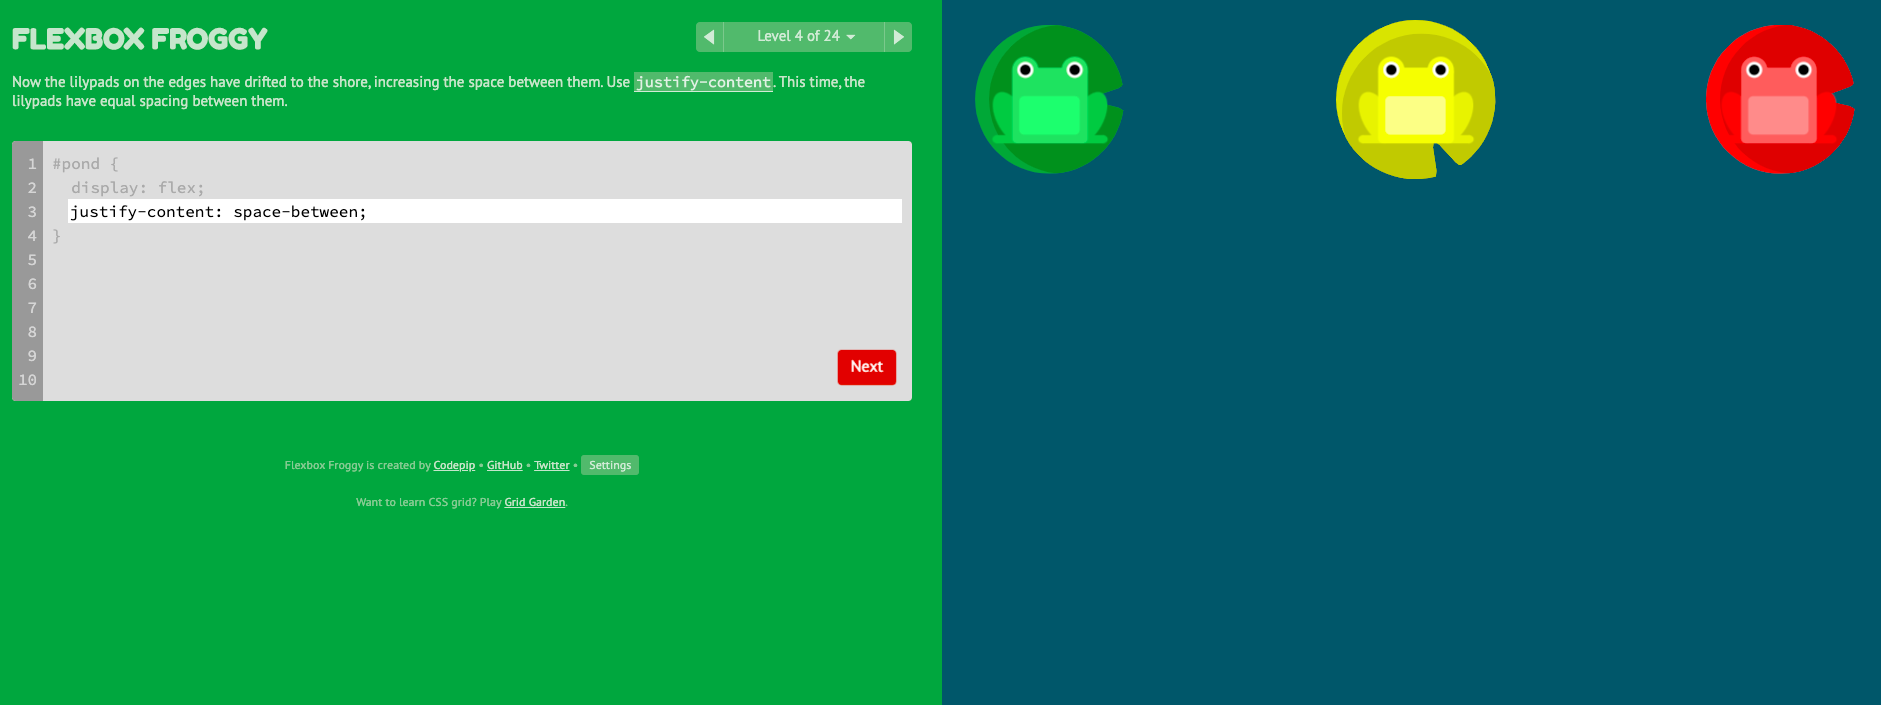 FLEXBOX FROGGY
Level 4 of 24
Now the lilypads on the edges have drifted to the shore, increasing the space between them. Use justify-content. This time, the
lilypads have equal spacing between them.
1 #pond {
2 display: flex;
3 justify-content: space-between;
4 }
5
6
7
8
9
10
Next
Flexbox Froggy is created by Codepip • GitHub • Twitter • Settings
Want to learn CSS grid? Play Grid Garden.